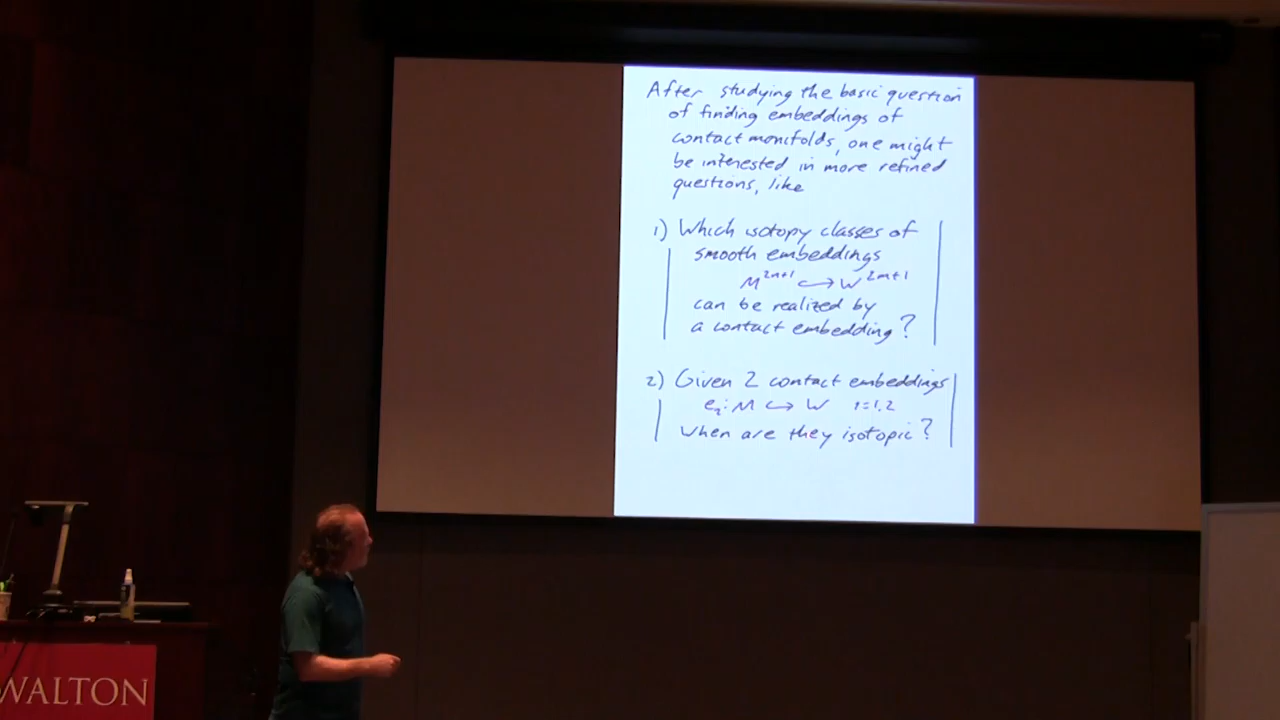 After studying the basic question
of finding embeddings of
contact manifolds, one might
be interested in more refined
questions, like
1) Which isotopy classes of
smooth embeddings
M^{2n+1} ↪ W^{2m+1}
can be realized by
a contact embedding?
2) Given 2 contact embeddings
e_i: M ↪ W i=1,2
when are they isotopic?
WALTON